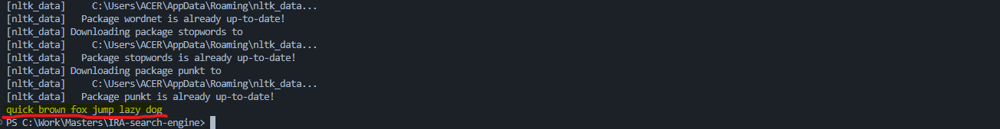 [nltk_data]     C:\Users\ACER\AppData\Roaming\nltk_data...
[nltk_data]   Package wordnet is already up-to-date!
[nltk_data] Downloading package stopwords to
[nltk_data]     C:\Users\ACER\AppData\Roaming\nltk_data...
[nltk_data]   Package stopwords is already up-to-date!
[nltk_data] Downloading package punkt to
[nltk_data]     C:\Users\ACER\AppData\Roaming\nltk_data...
[nltk_data]   Package punkt is already up-to-date!
quick brown fox jump lazy dog
PS C:\Work\Masters\IRA-search-engine>